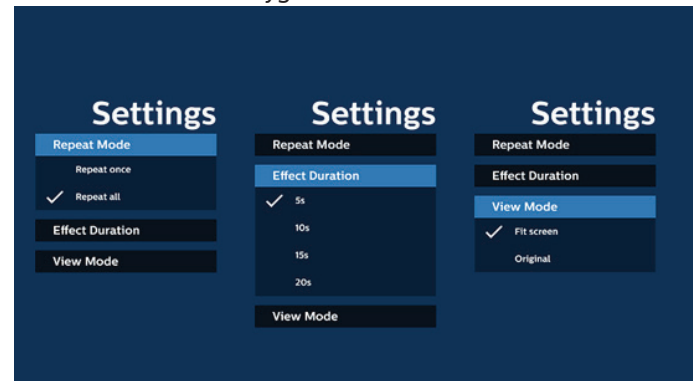 Settings
Repeat Mode
Repeat once
Repeat all
Effect Duration
View Mode
Settings
Repeat Mode
Effect Duration
5s
10s
15s
20s
View Mode
Settings
Repeat Mode
Effect Duration
View Mode
Fit screen
Original